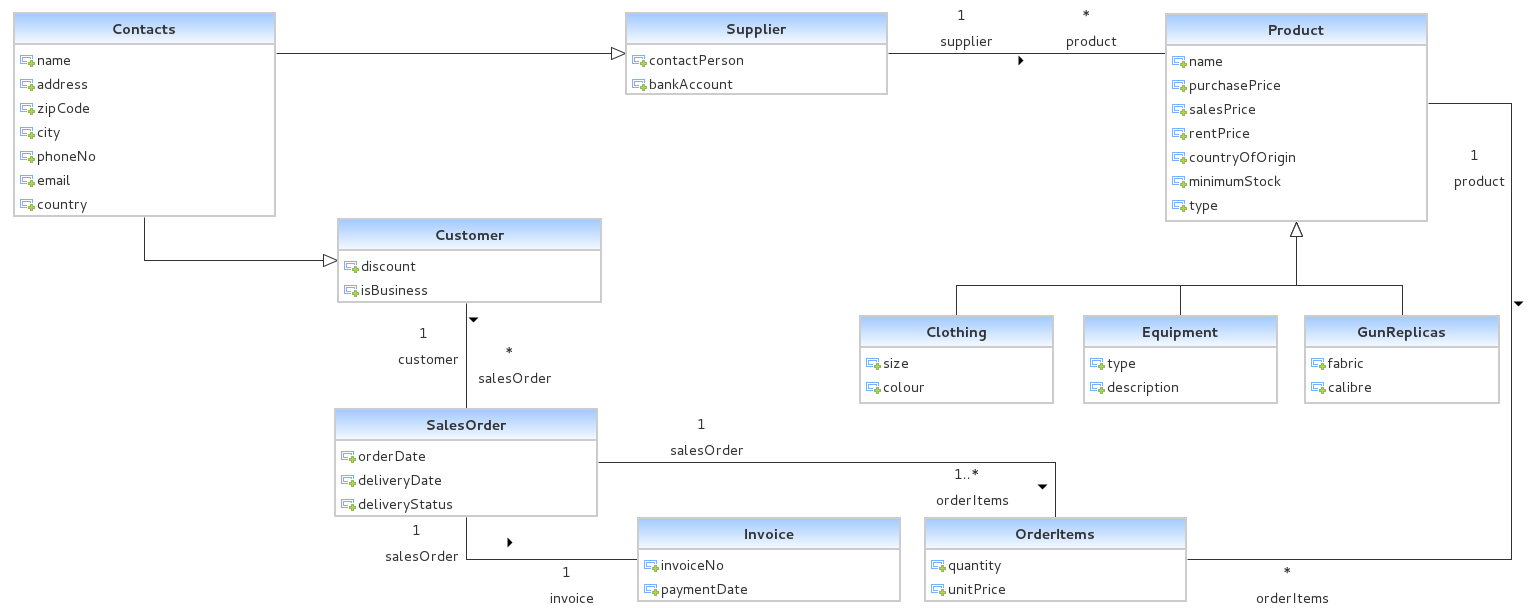 Contacts
name
address
zipCode
city
phoneNo
email
country
Supplier
contactPerson
bankAccount
1
supplier
*
product
Product
name
purchasePrice
salesPrice
rentPrice
countryOfOrigin
minimumStock
type
1
product
Customer
discount
isBusiness
1
customer
*
salesOrder
Clothing
size
colour
Equipment
type
description
GunReplicas
fabric
calibre
SalesOrder
orderDate
deliveryDate
deliveryStatus
1
salesOrder
1..*
orderItems
1
salesOrder
1
invoice
Invoice
invoiceNo
paymentDate
OrderItems
quantity
unitPrice
*
orderItems